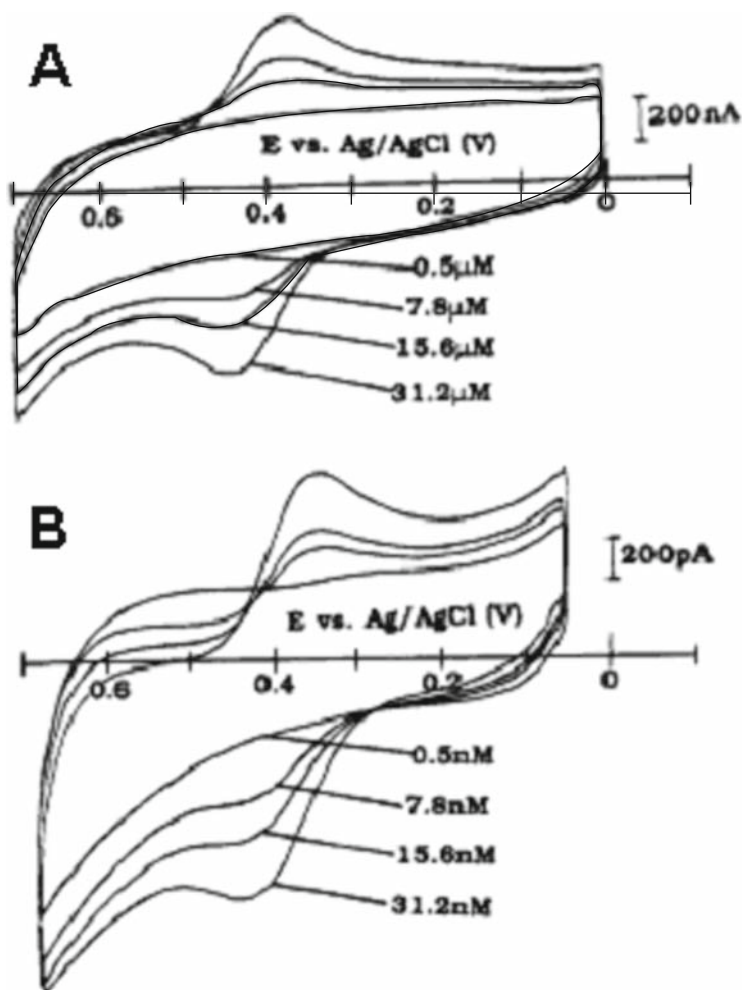 A
200nA
E vs. Ag/AgCl (V)
0.6
0.4
0.2
0
0.5μM
7.8μM
15.6μM
31.2μM
B
200pA
E vs. Ag/AgCl (V)
0.6
0.4
0.2
0
0.5nM
7.8nM
15.6nM
31.2nM